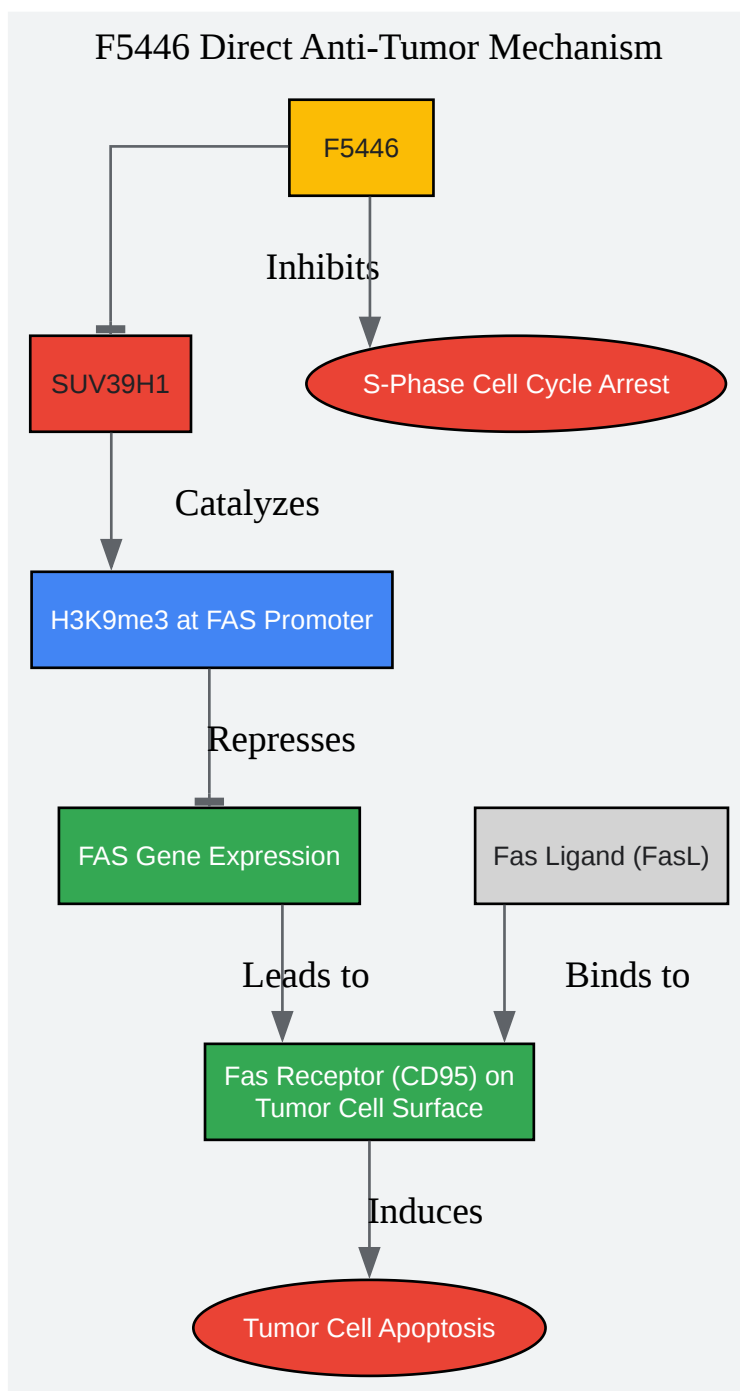 F5446 Direct Anti-Tumor Mechanism
F5446
Inhibits
SUV39H1
S-Phase Cell Cycle Arrest
Catalyzes
H3K9me3 at FAS Promoter
Represses
FAS Gene Expression
Fas Ligand (FasL)
Leads to
Binds to
Fas Receptor (CD95) on
Tumor Cell Surface
Induces
Tumor Cell Apoptosis